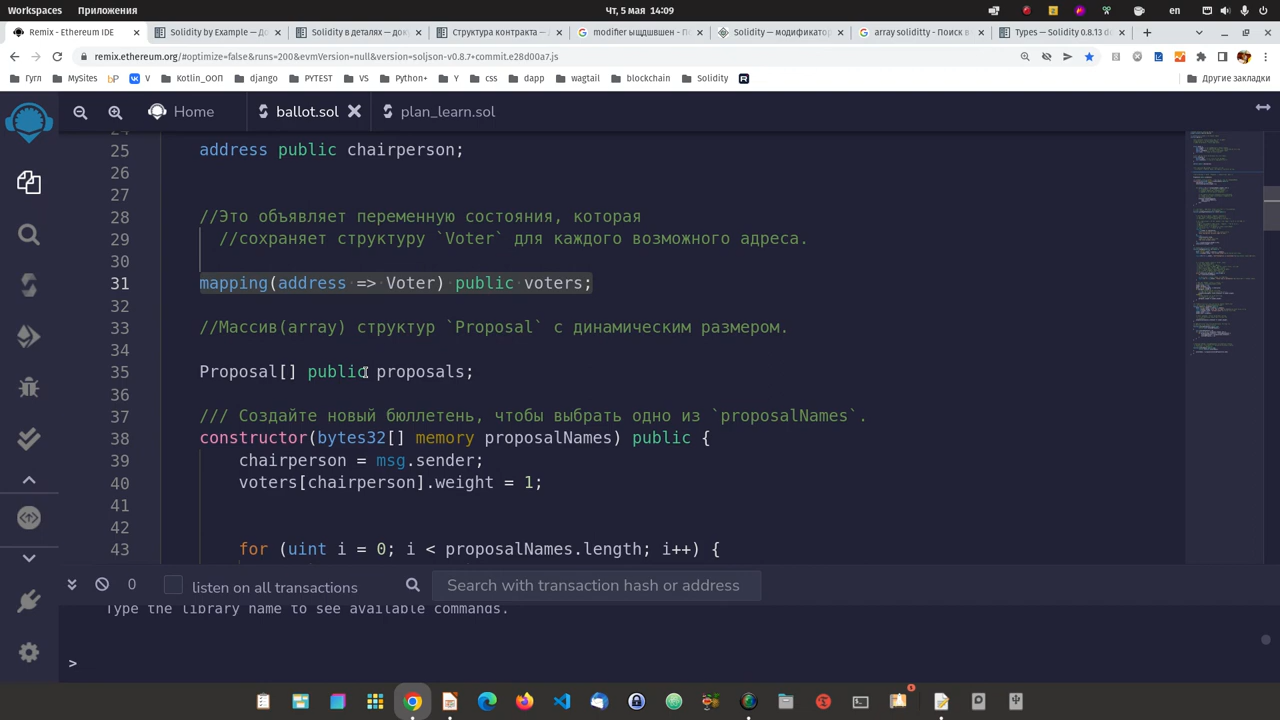 Workspaces Приложения Чт, 5 мая 14:09 en
Remix - Ethereum IDE
Solidity by Example — До
Solidity в деталях — доку
Структура контракта —
modifier ыщдшвшен - П
Solidity — модификатор
array soliditty - Поиск в
Types — Solidity 0.8.13 do
remix.ethereum.org/#optimize=false&runs=200&evmVersion=null&version=soljson-v0.8.7+commit.e28d00a7.js
Гугл MySites V Kotlin_ООП django PYTEST VS Python+ Y css dapp wagtail blockchain Solidity Другие закладки
Home ballot.sol plan_learn.sol
24
25 address public chairperson;
26
27
28 //Это объявляет переменную состояния, которая
29 //сохраняет структуру `Voter` для каждого возможного адреса.
30
31 mapping(address => Voter) public voters;
32
33 //Массив(array) структур `Proposal` с динамическим размером.
34
35 Proposal[] public proposals;
36
37 /// Создайте новый бюллетень, чтобы выбрать одно из `proposalNames`.
38 constructor(bytes32[] memory proposalNames) public {
39 chairperson = msg.sender;
40 voters[chairperson].weight = 1;
41
42
43 for (uint i = 0; i < proposalNames.length; i++) {
0 listen on all transactions Search with transaction hash or address
Type the library name to see available commands.
>